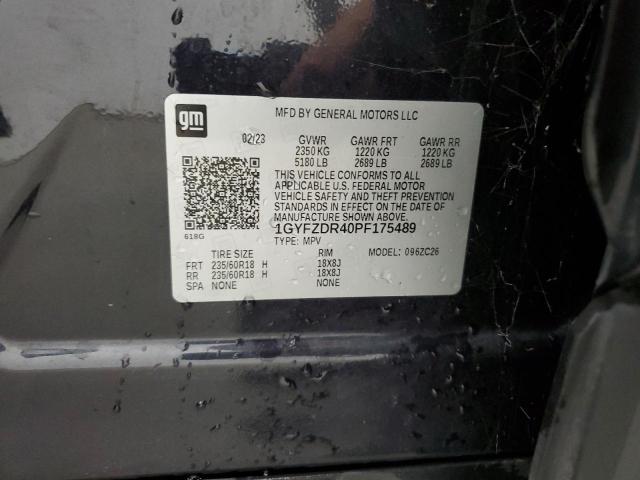 gm
MFD BY GENERAL MOTORS LLC
02/23 GVWR GAWR FRT GAWR RR
2350 KG 1220 KG 1220 KG
5180 LB 2689 LB 2689 LB
THIS VEHICLE CONFORMS TO ALL
APPLICABLE U.S. FEDERAL MOTOR
VEHICLE SAFETY AND THEFT PREVENTION
STANDARDS IN EFFECT ON THE DATE OF
MANUFACTURE SHOWN ABOVE.
618G
1GYFZDR40PF175489
TYPE: MPV
TIRE SIZE RIM MODEL: 096ZC26
FRT 235/60R18 H 18X8J
RR 235/60R18 H 18X8J
SPA NONE NONE